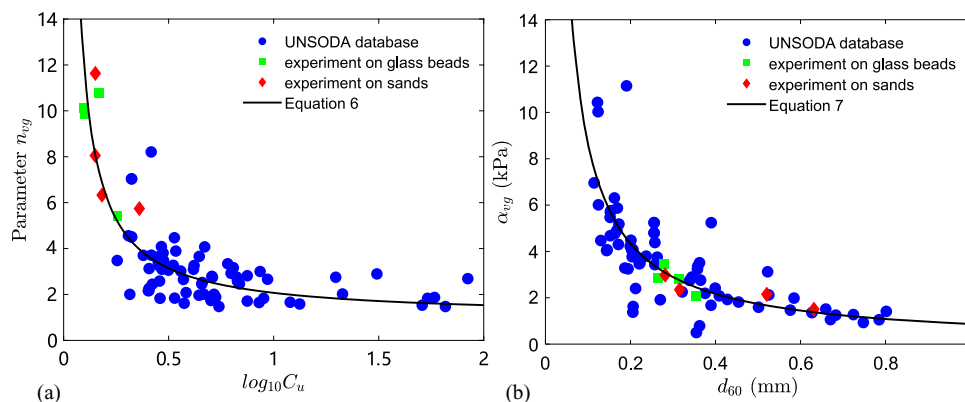 14
12
10
8
6
4
2
0
Parameter n_vg
UNSODA database
experiment on glass beads
experiment on sands
Equation 6
0
0.5
1
1.5
2
log10Cu
(a)
14
12
10
8
6
4
2
0
αvg (kPa)
UNSODA database
experiment on glass beads
experiment on sands
Equation 7
0
0.2
0.4
0.6
0.8
d60 (mm)
(b)